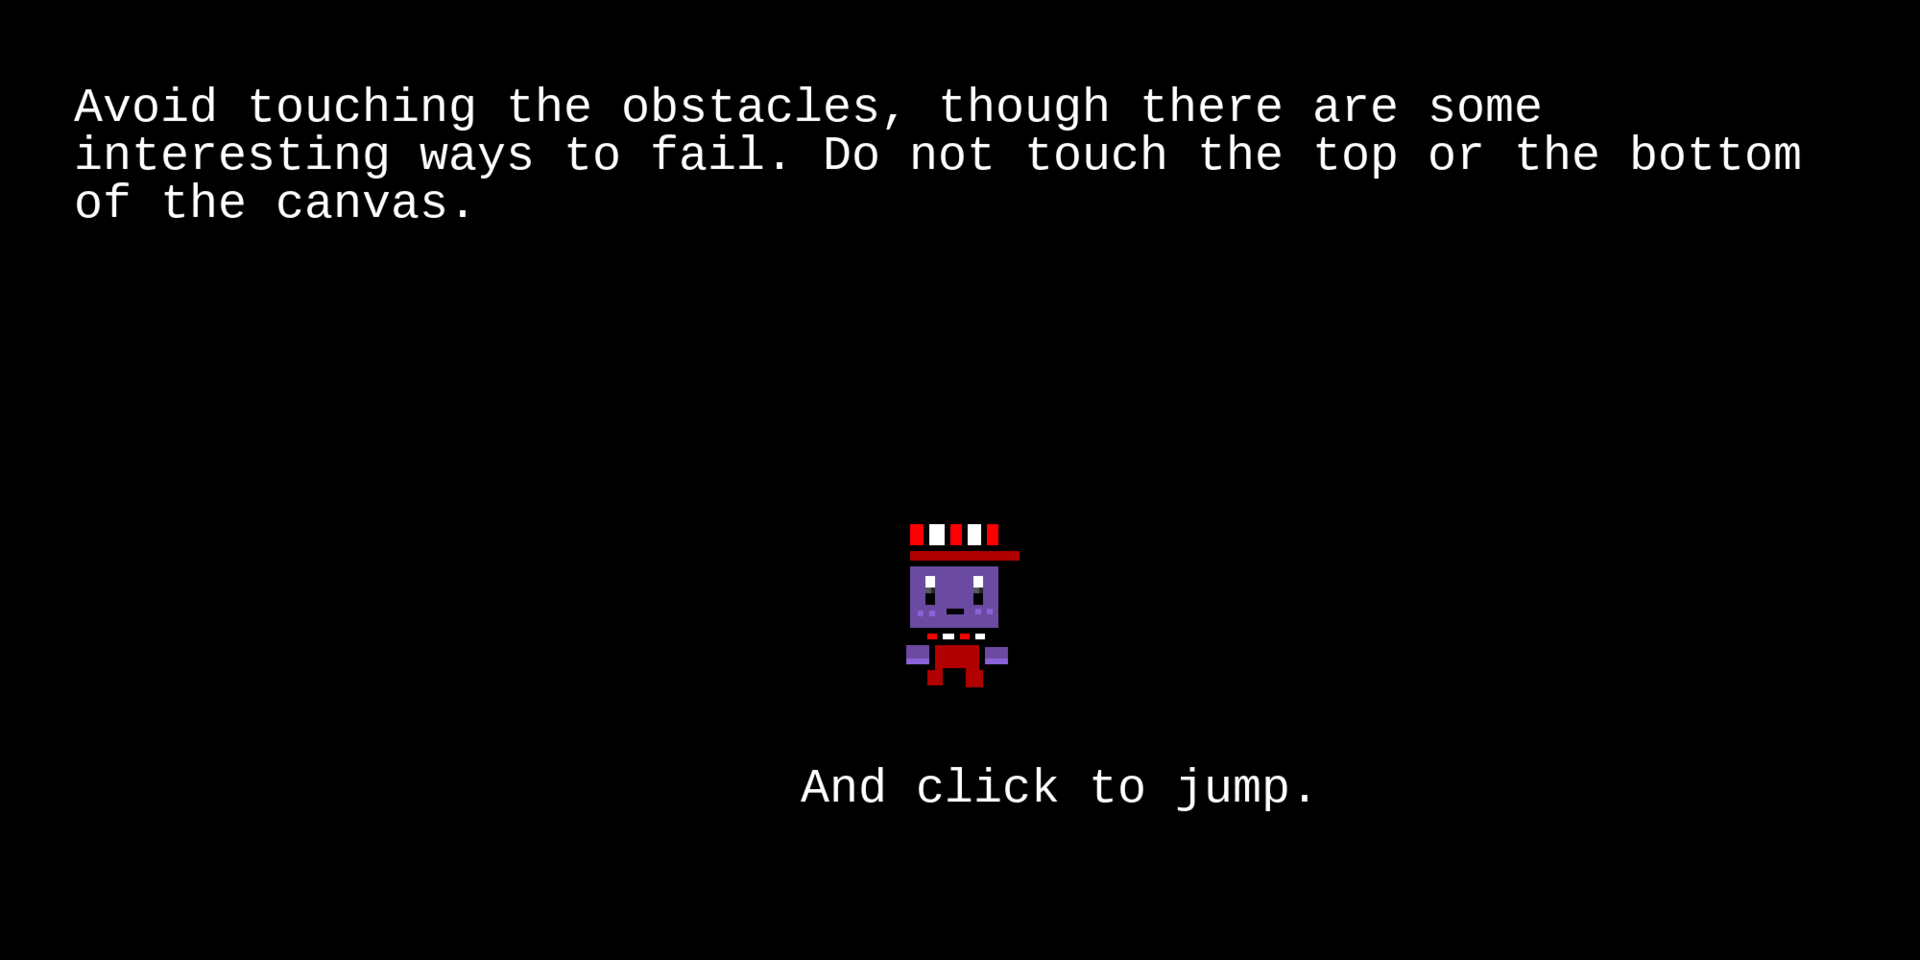 Avoid touching the obstacles, though there are some
interesting ways to fail. Do not touch the top or the bottom
of the canvas.
And click to jump.